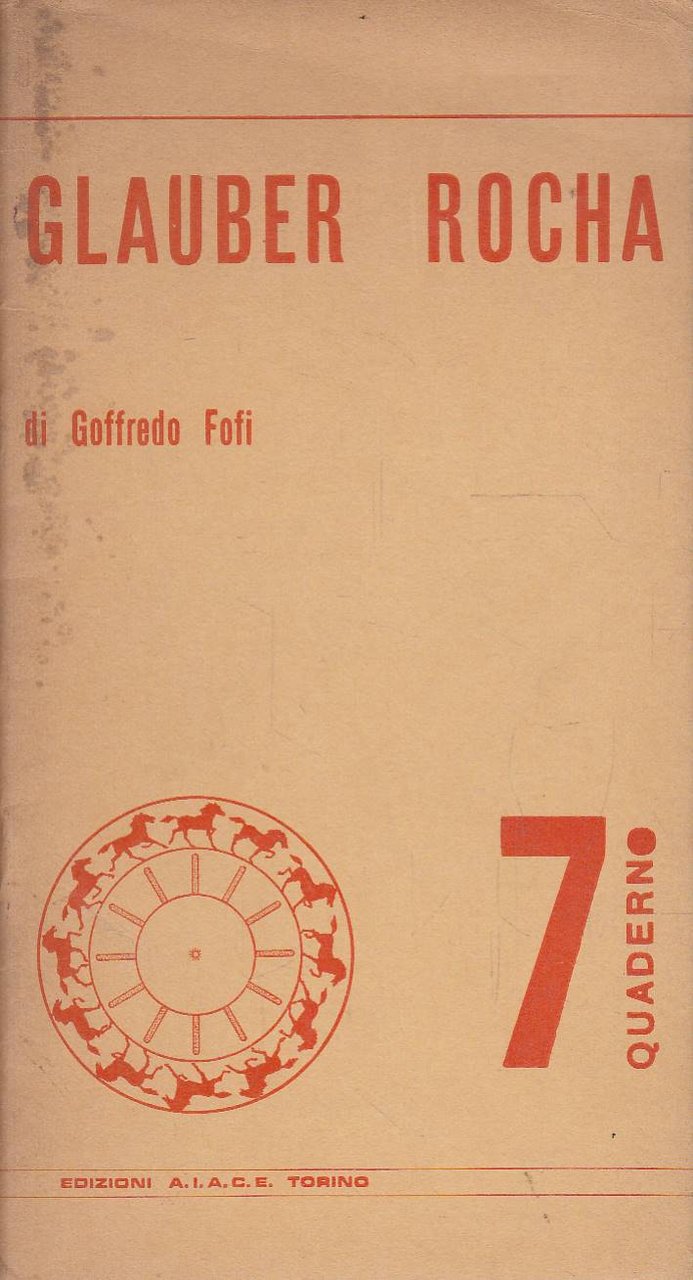 GLAUBER ROCHA
di Goffredo Fofi
7
QUADERNO
EDIZIONI A.I.A.C.E. TORINO